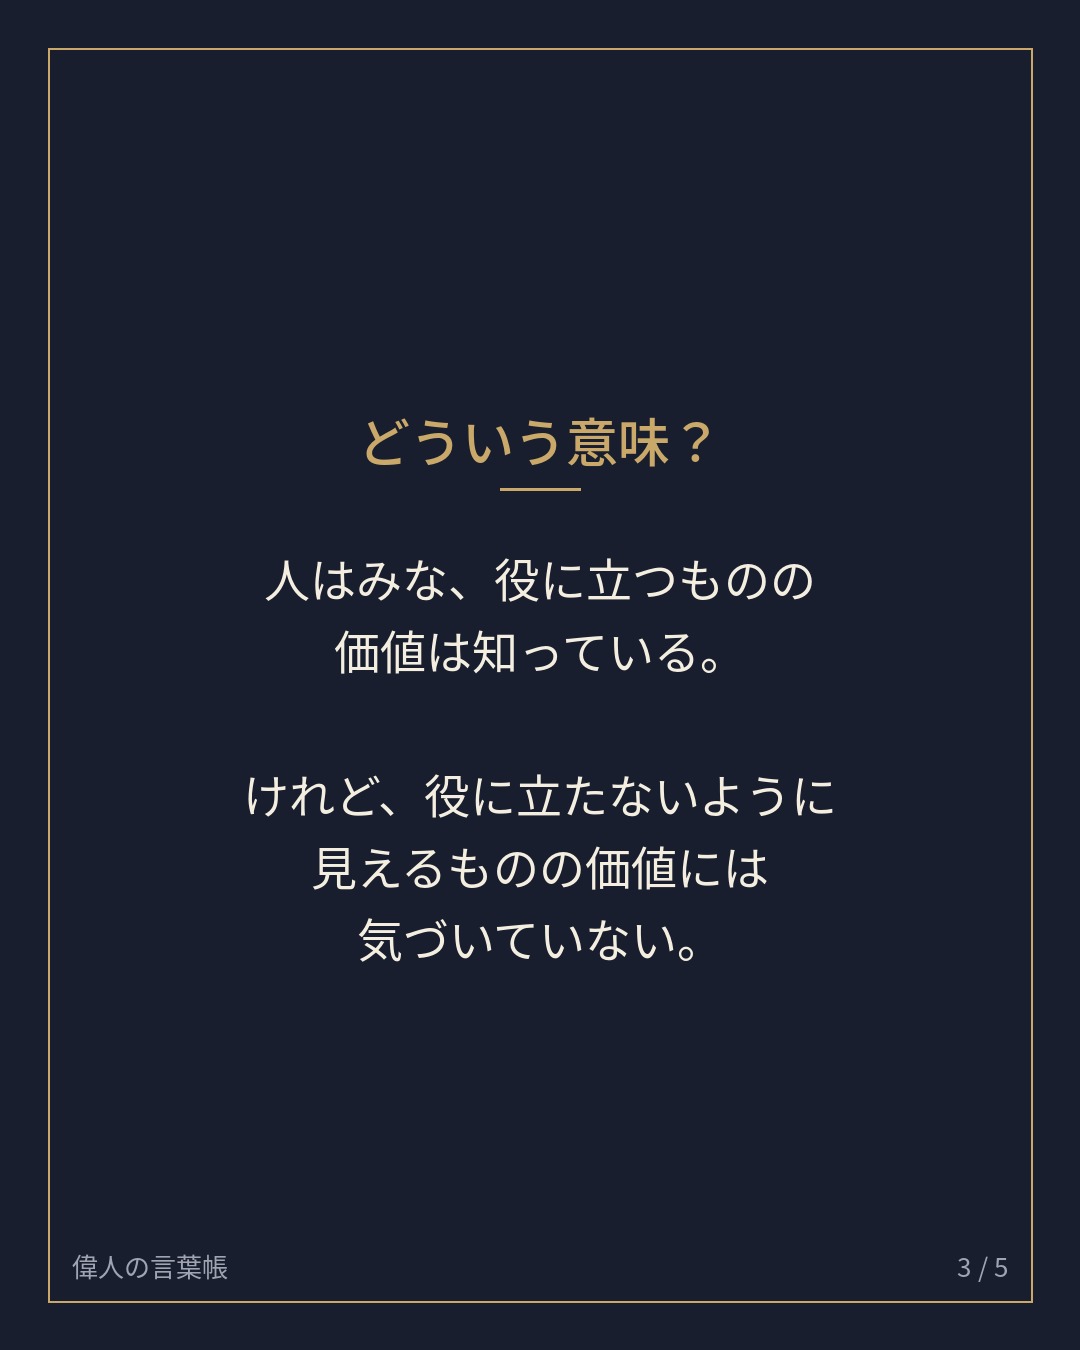 どういう意味？
人はみな、役に立つものの
価値は知っている。
けれど、役に立たないように
見えるものの価値には
気づいていない。
偉人の言葉帳
3 / 5